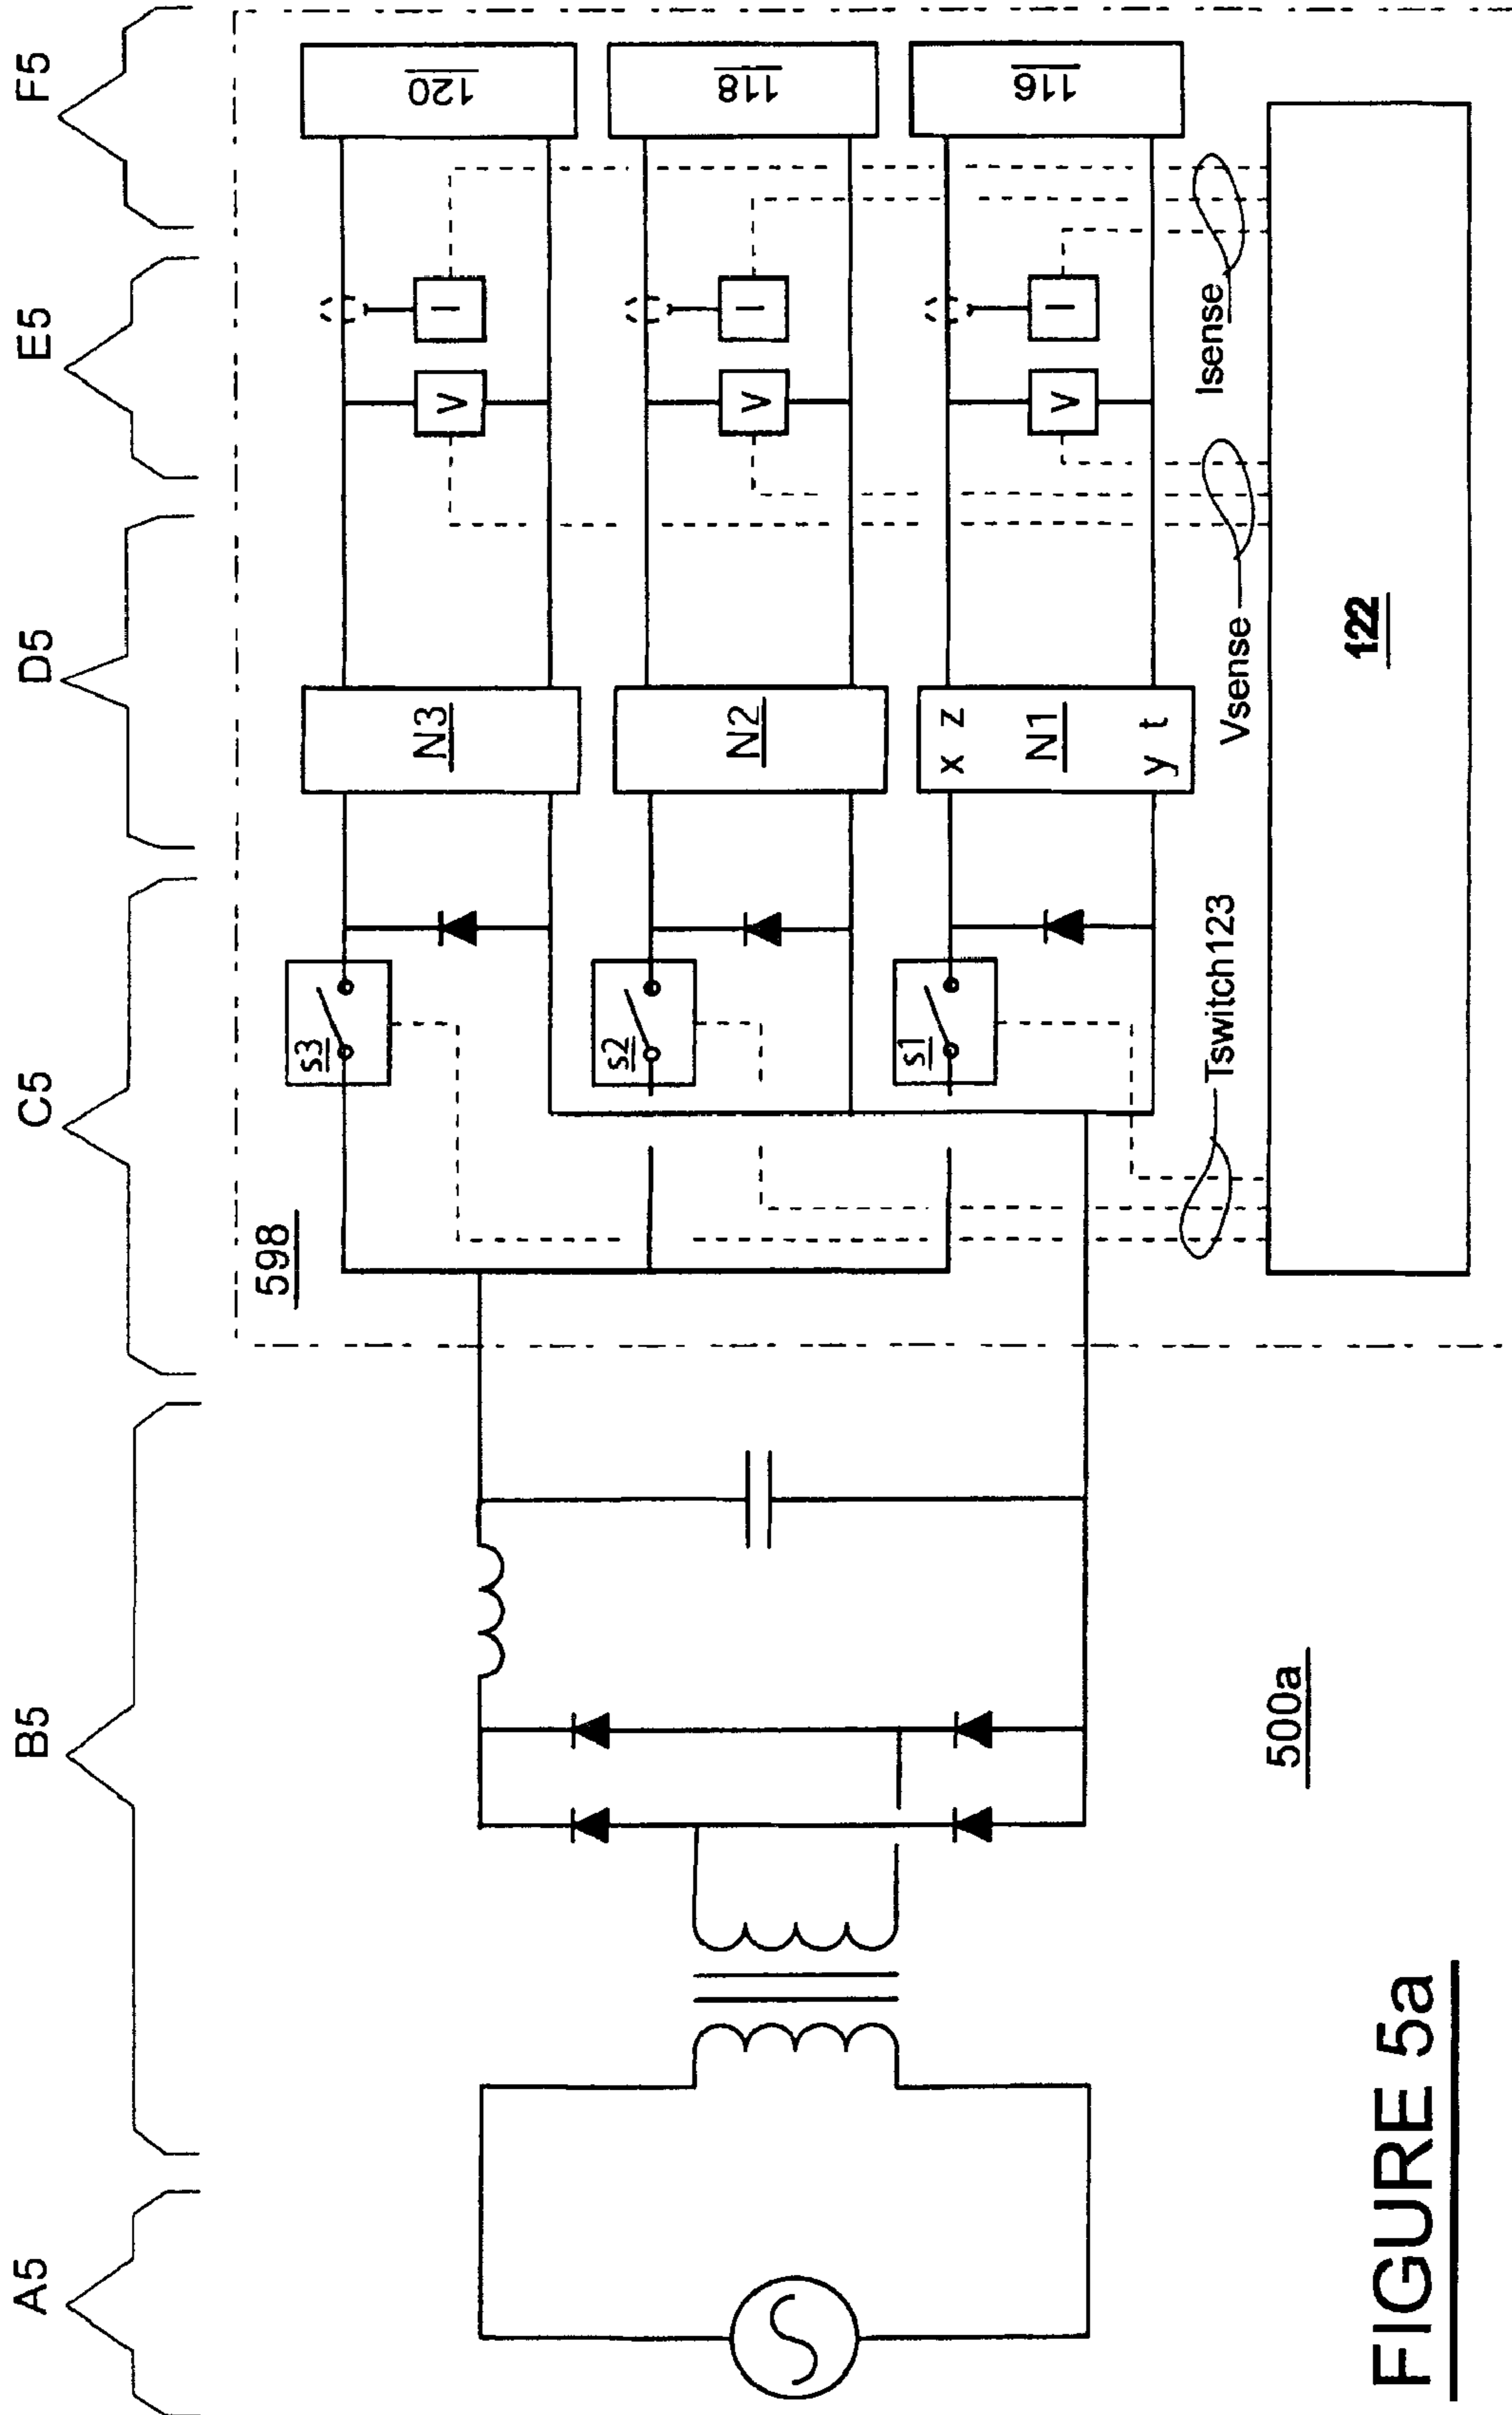 A5
B5
C5
D5
E5
F5
598
s3
N3
V
I
120
s2
N2
V
I
118
s1
x z
N1
y t
V
I
116
Tswitch123
Vsense
Isense
122
500a
FIGURE 5a